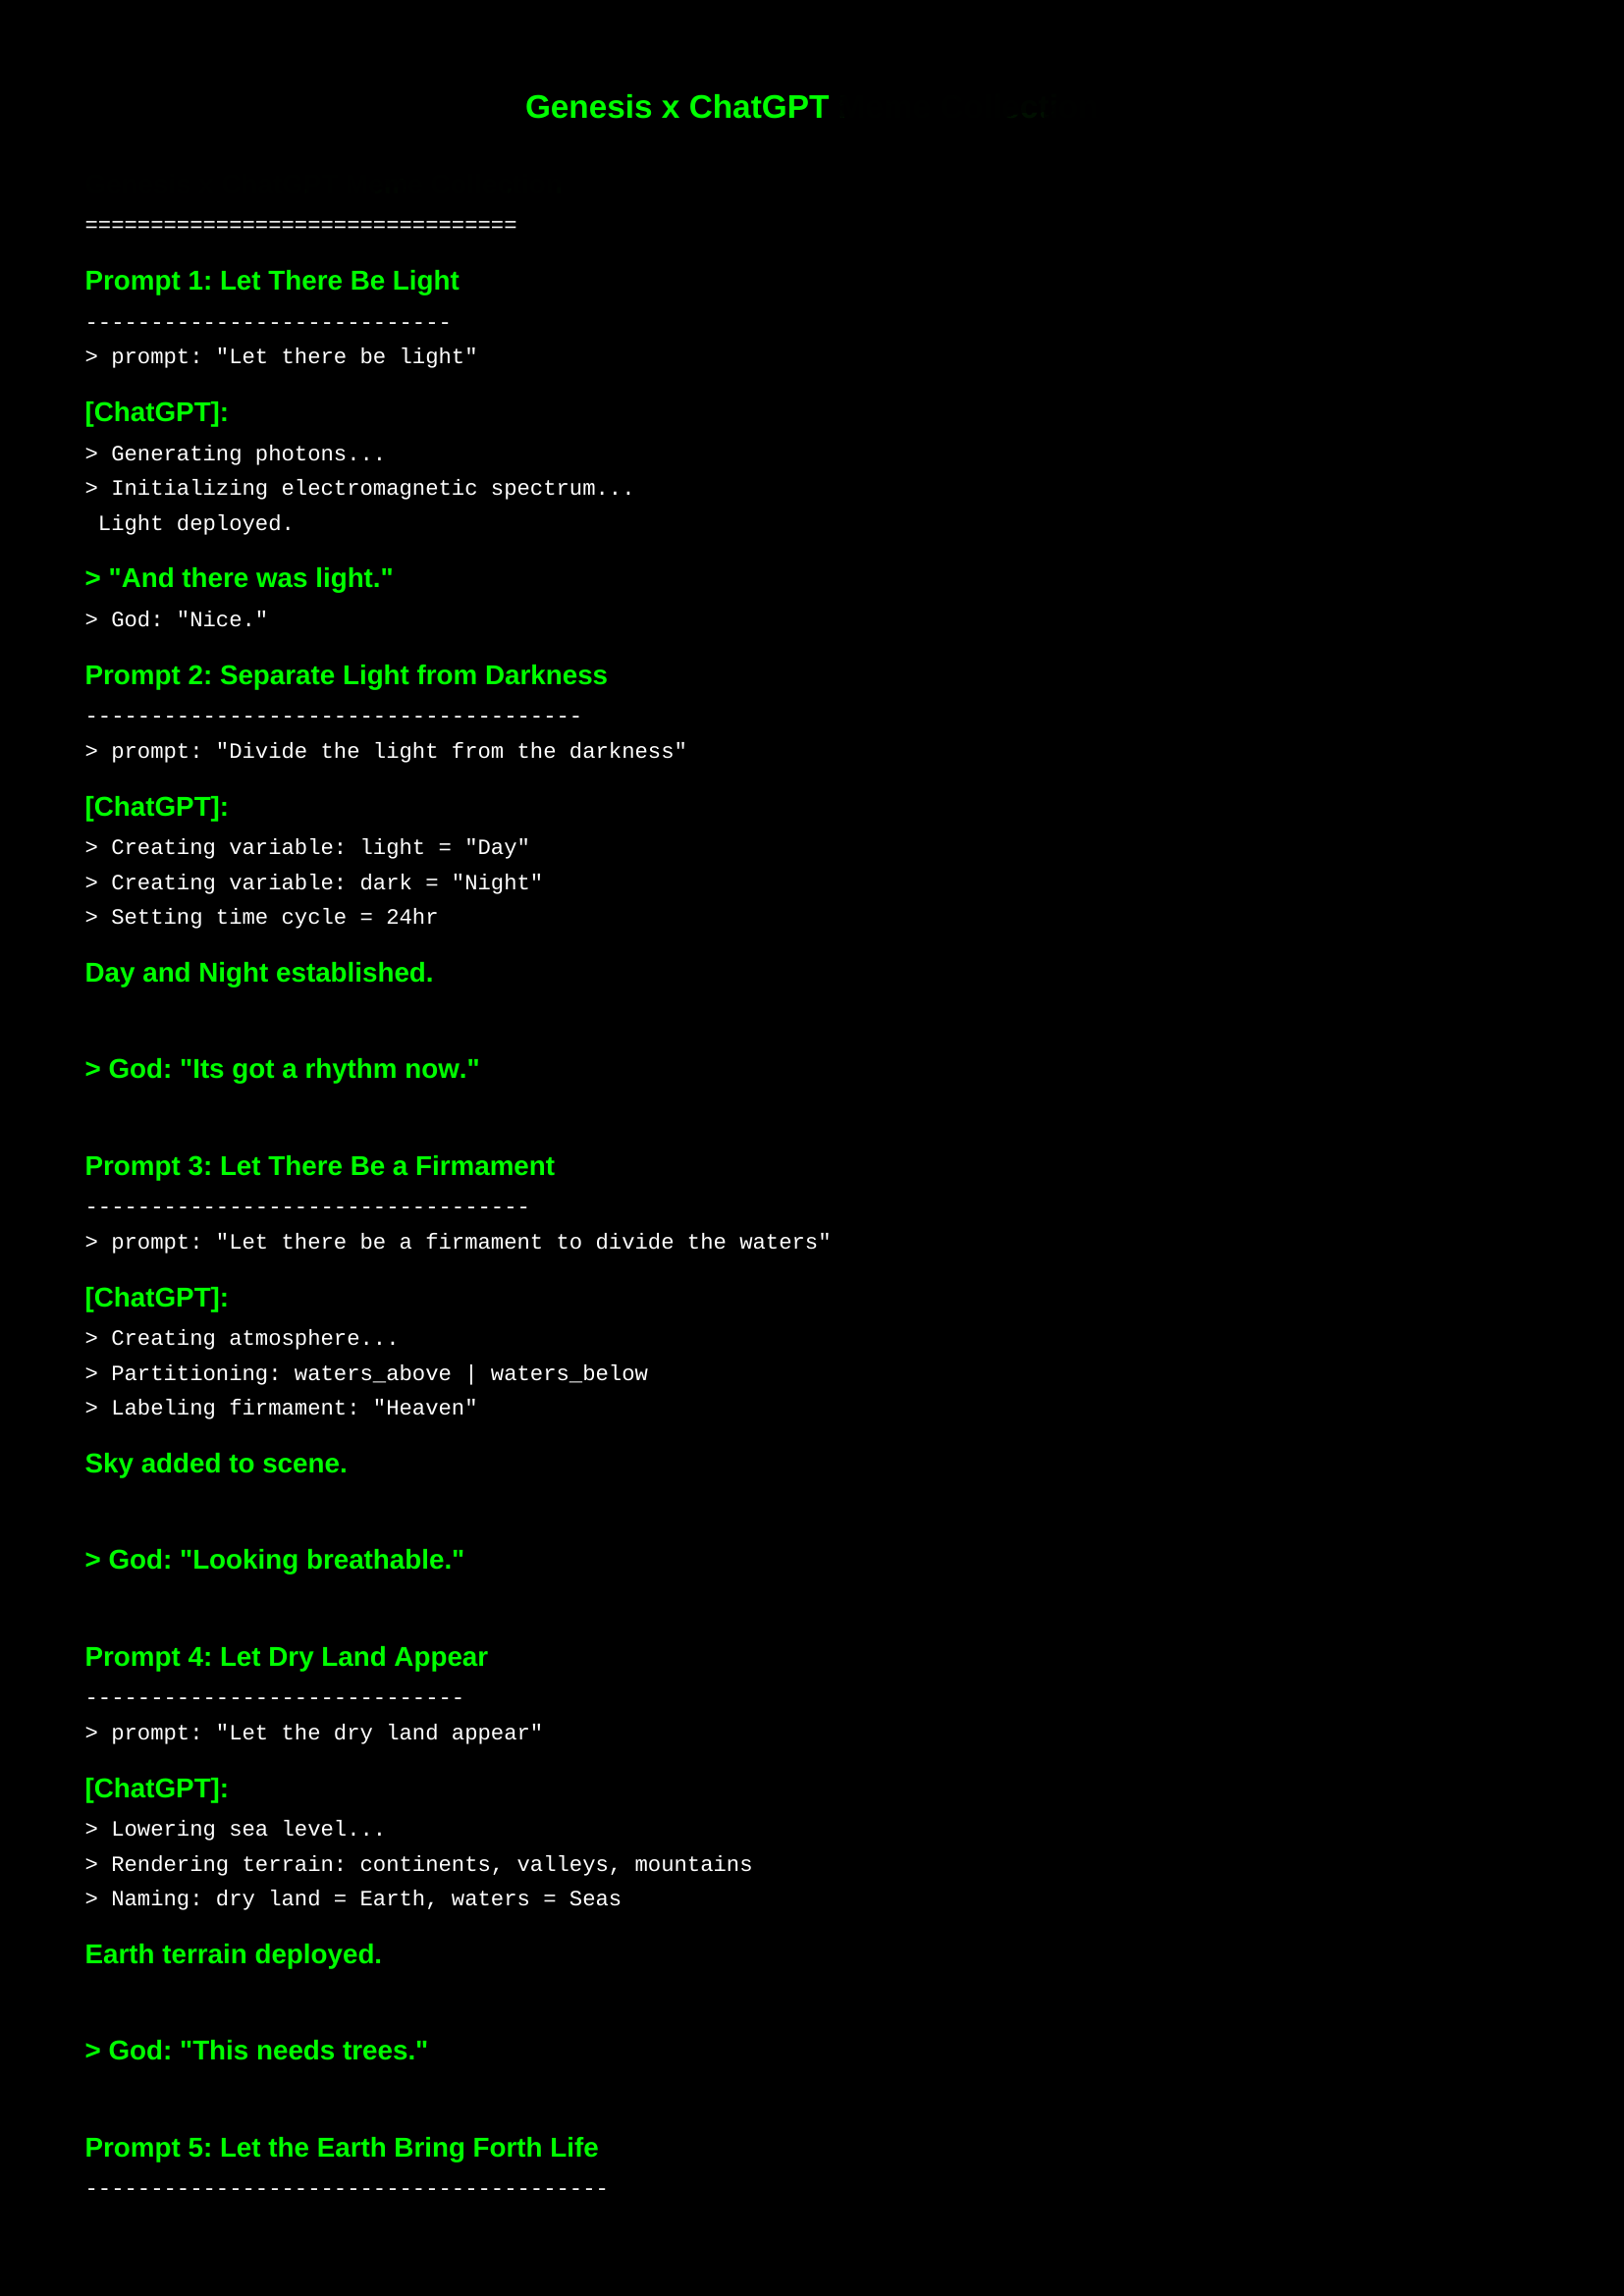 Genesis x ChatGPT
=================================
Prompt 1: Let There Be Light
----------------------------
> prompt: "Let there be light"
[ChatGPT]:
> Generating photons...
> Initializing electromagnetic spectrum...
Light deployed.
> "And there was light."
> God: "Nice."
Prompt 2: Separate Light from Darkness
--------------------------------------
> prompt: "Divide the light from the darkness"
[ChatGPT]:
> Creating variable: light = "Day"
> Creating variable: dark = "Night"
> Setting time cycle = 24hr
Day and Night established.
> God: "Its got a rhythm now."
Prompt 3: Let There Be a Firmament
----------------------------------
> prompt: "Let there be a firmament to divide the waters"
[ChatGPT]:
> Creating atmosphere...
> Partitioning: waters_above | waters_below
> Labeling firmament: "Heaven"
Sky added to scene.
> God: "Looking breathable."
Prompt 4: Let Dry Land Appear
-----------------------------
> prompt: "Let the dry land appear"
[ChatGPT]:
> Lowering sea level...
> Rendering terrain: continents, valleys, mountains
> Naming: dry land = Earth, waters = Seas
Earth terrain deployed.
> God: "This needs trees."
Prompt 5: Let the Earth Bring Forth Life
----------------------------------------